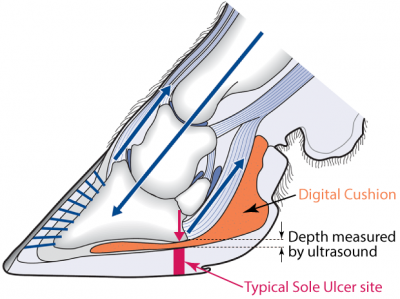 Digital Cushion
Depth measured
by ultrasound
Typical Sole Ulcer site